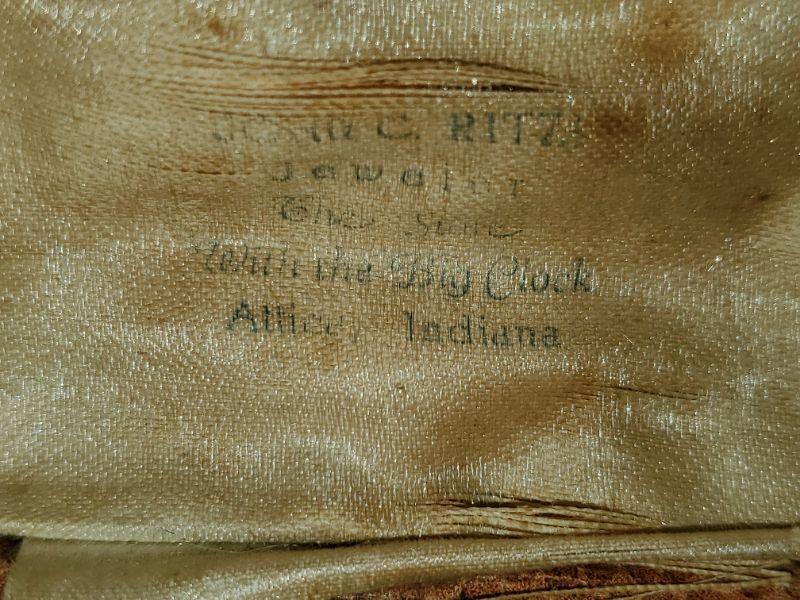 C. RITZ
Jeweler
The Store
With the Big Clock
Attica, Indiana